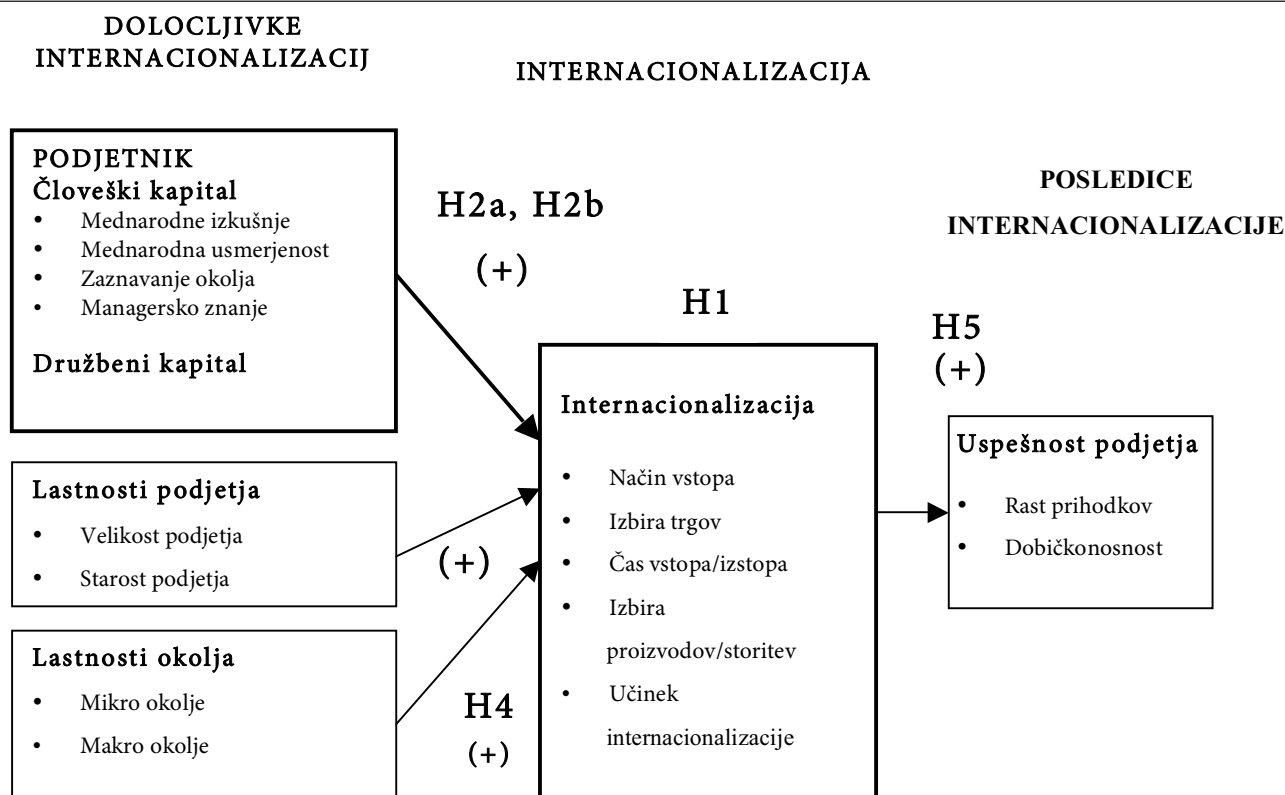 DOLOCLJIVKE
INTERNACIONALIZACIJ
INTERNACIONALIZACIJA
POSLEDICE
INTERNACIONALIZACIJE
PODJETNIK
Človeški kapital
• Mednarodne izkušnje
• Mednarodna usmerjenost
• Zaznavanje okolja
• Managersko znanje
Družbeni kapital
H2a, H2b
(+)
Lastnosti podjetja
• Velikost podjetja
• Starost podjetja
(+)
Lastnosti okolja
• Mikro okolje
• Makro okolje
H4
(+)
H1
Internacionalizacija
• Način vstopa
• Izbira trgov
• Čas vstopa/izstopa
• Izbira
proizvodov/storitev
• Učinek
internacionalizacije
H5
(+)
Uspešnost podjetja
• Rast prihodkov
• Dobičkonosnost